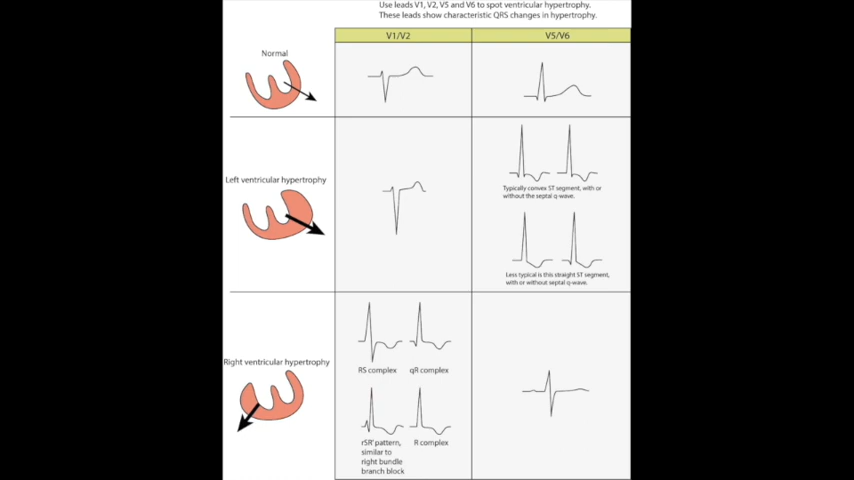 Use leads V1, V2, V5 and V6 to spot ventricular hypertrophy.
These leads show characteristic QRS changes in hypertrophy.
V1/V2
V5/V6
Normal
Left ventricular hypertrophy
Typically convex ST segment, with or
without the septal q-wave.
Less typical is this straight ST segment,
with or without septal q-wave.
Right ventricular hypertrophy
RS complex
qR complex
rSR' pattern,
similar to
right bundle
branch block
R complex